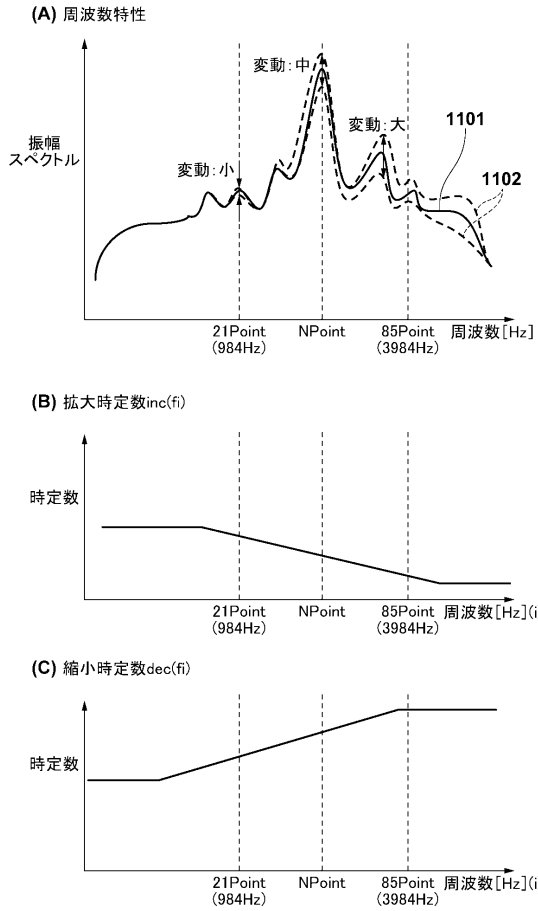 (A) 周波数特性
変動:中
変動:大
1101
振幅
スペクトル
変動:小
1102
21Point
(984Hz)
NPoint
85Point
(3984Hz)
周波数[Hz]
(B) 拡大時定数inc(fi)
時定数
21Point
(984Hz)
NPoint
85Point
(3984Hz)
周波数[Hz](i
(C) 縮小時定数dec(fi)
時定数
21Point
(984Hz)
NPoint
85Point
(3984Hz)
周波数[Hz](i